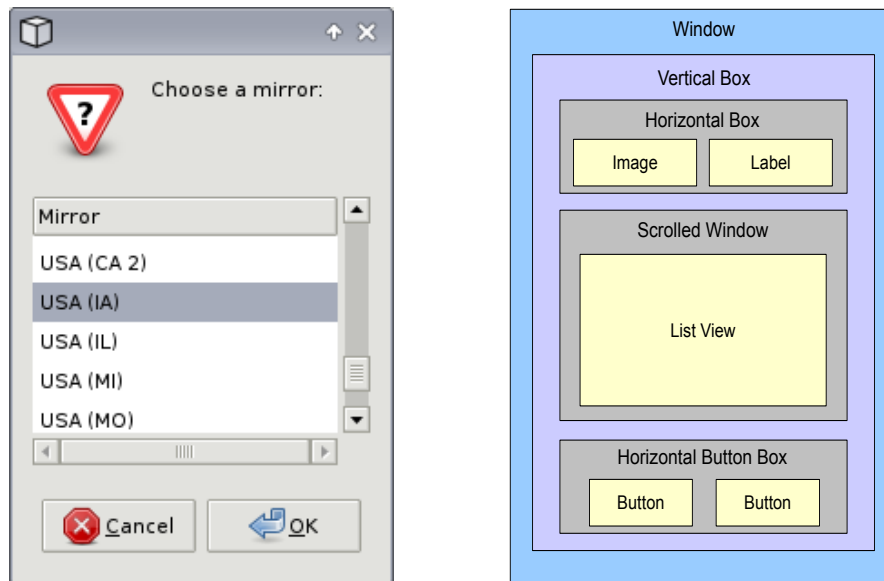 ?
Choose a mirror:
Mirror
USA (CA 2)
USA (IA)
USA (IL)
USA (MI)
USA (MO)
Cancel OK
Window
Vertical Box
Horizontal Box
Image Label
Scrolled Window
List View
Horizontal Button Box
Button Button